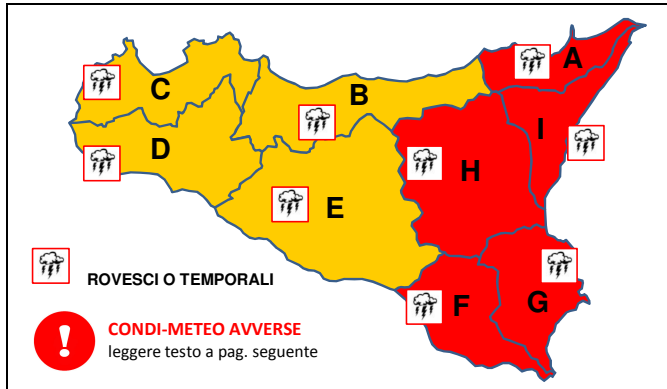 A
C
B
I
D
H
E
F
G
ROVESCI O TEMPORALI
!
CONDI-METEO AVVERSE
leggere testo a pag. seguente